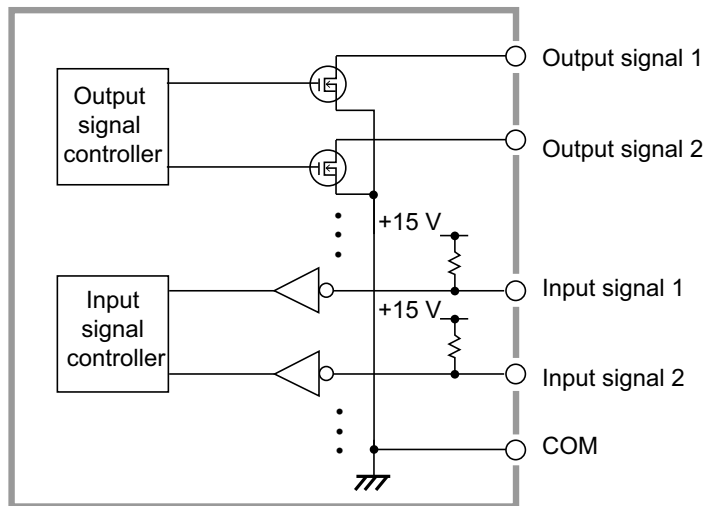 Output signal 1
Output
signal
controller
Output signal 2
+15 V
Input signal 1
Input
signal
controller
+15 V
Input signal 2
COM